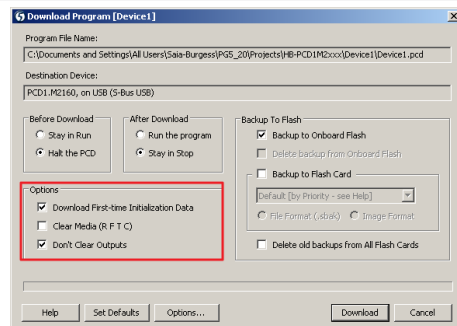 Download Program [Device1]
Program File Name:
C:\Documents and Settings\All Users\Saia-Burgess\PG5_20\Projects\HB-PCD1M2xxx\Device1\Device1.pcd
Destination Device:
PCD1.M2160, on USB (S-Bus USB)
Before Download
Stay in Run
Halt the PCD
After Download
Run the program
Stay in Stop
Options
Download First-time Initialization Data
Clear Media (R F T C)
Don't Clear Outputs
Backup To Flash
Backup to Onboard Flash
Delete backup from Onboard Flash
Backup to Flash Card
Default [by Priority - see Help]
File Format (.sbak) Image Format
Delete old backups from All Flash Cards
Help Set Defaults Options... Download Cancel